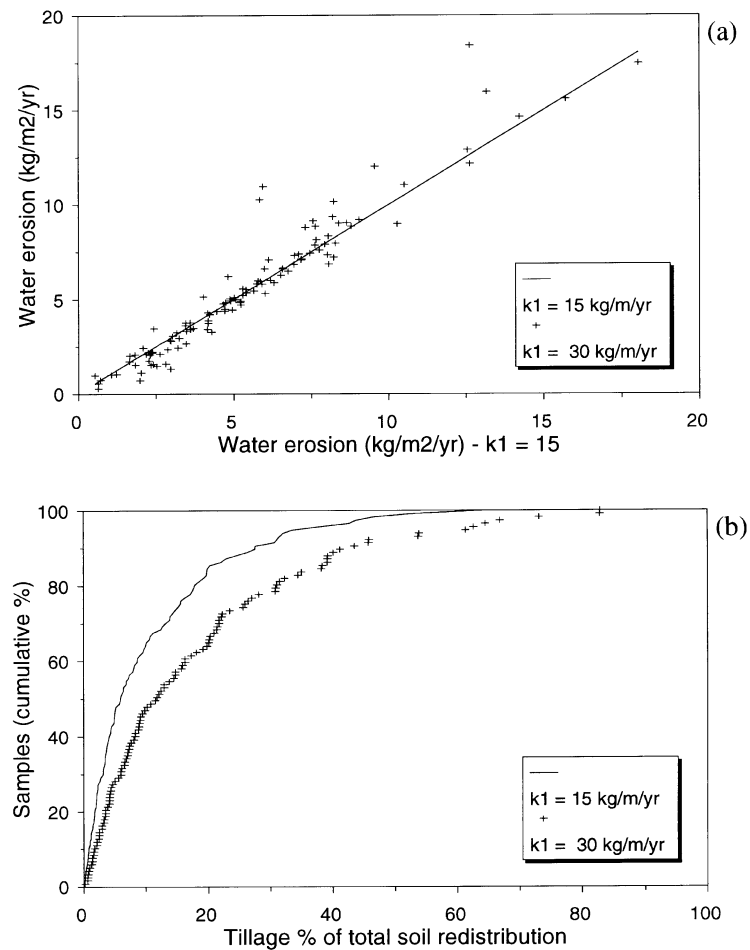 (a)
20
15
10
5
0
Water erosion (kg/m2/yr)
k1 = 15 kg/m/yr
+
k1 = 30 kg/m/yr
0 5 10 15 20
Water erosion (kg/m2/yr) - k1 = 15
(b)
100
80
60
40
20
0
Samples (cumulative %)
k1 = 15 kg/m/yr
+
k1 = 30 kg/m/yr
0 20 40 60 80 100
Tillage % of total soil redistribution